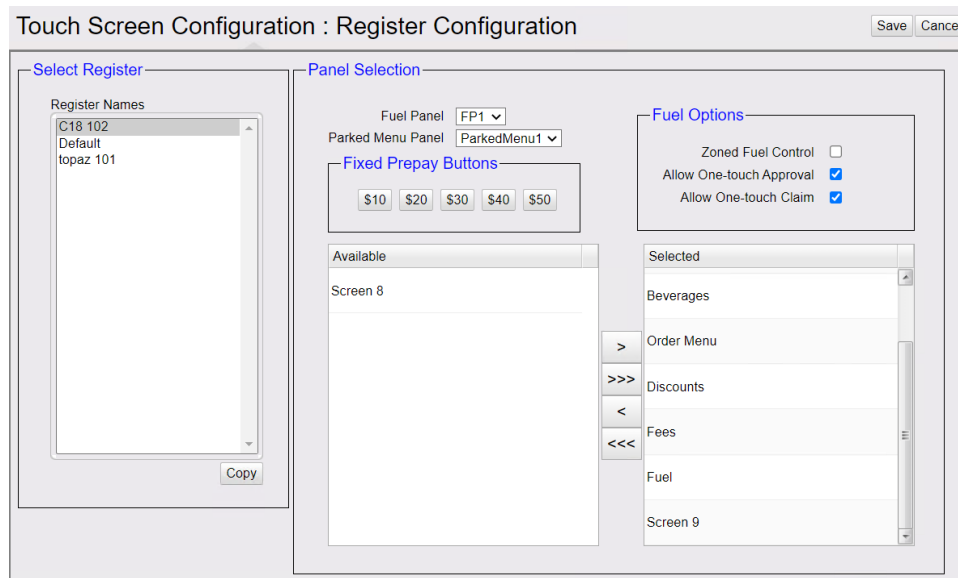 Touch Screen Configuration : Register Configuration
Save
Cance
Select Register
Register Names
C18 102
Default
topaz 101
Copy
Panel Selection
Fuel Panel FP1
Parked Menu Panel ParkedMenu1
Fixed Prepay Buttons
$10 $20 $30 $40 $50
Fuel Options
Zoned Fuel Control
Allow One-touch Approval
Allow One-touch Claim
Available
Screen 8
>
>>>
<
<<<
Selected
Beverages
Order Menu
Discounts
Fees
Fuel
Screen 9